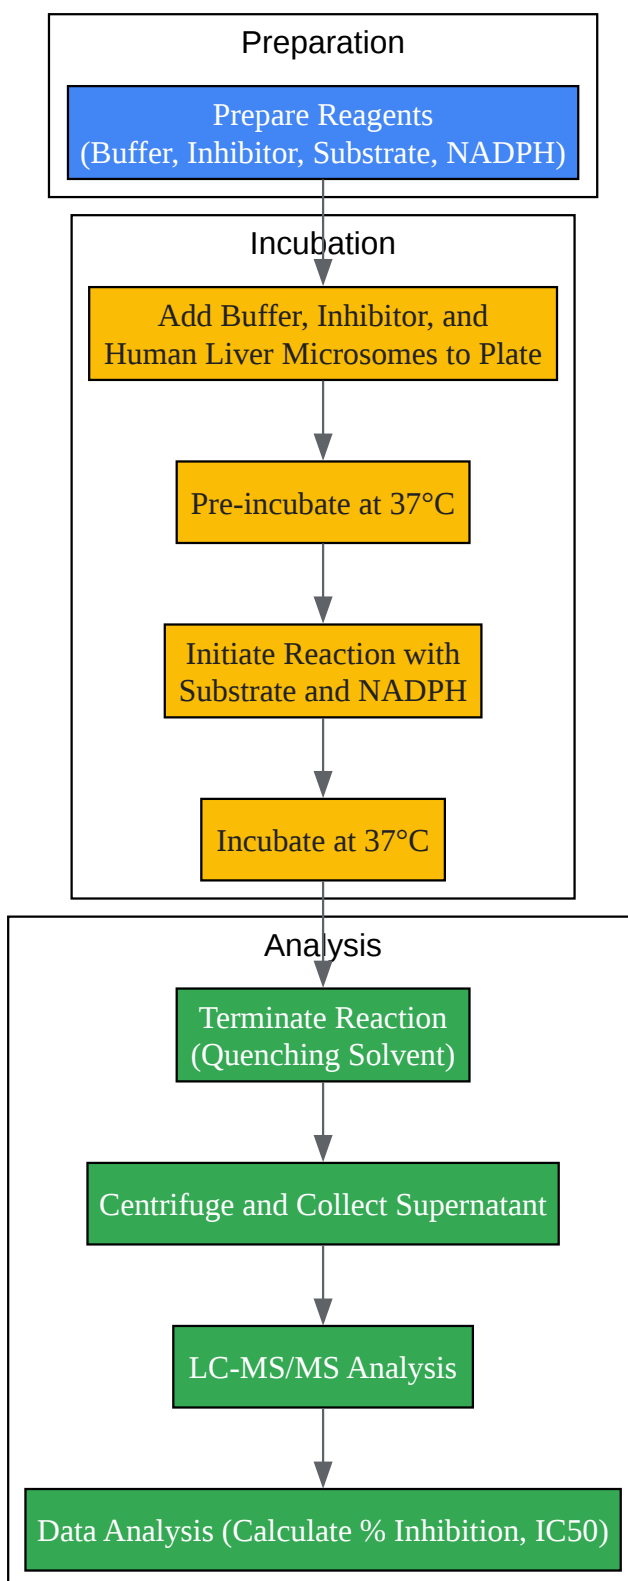 Preparation
Prepare Reagents
(Buffer, Inhibitor, Substrate, NADPH)
Incubation
Add Buffer, Inhibitor, and
Human Liver Microsomes to Plate
Pre-incubate at 37°C
Initiate Reaction with
Substrate and NADPH
Incubate at 37°C
Analysis
Terminate Reaction
(Quenching Solvent)
Centrifuge and Collect Supernatant
LC-MS/MS Analysis
Data Analysis (Calculate % Inhibition, IC50)